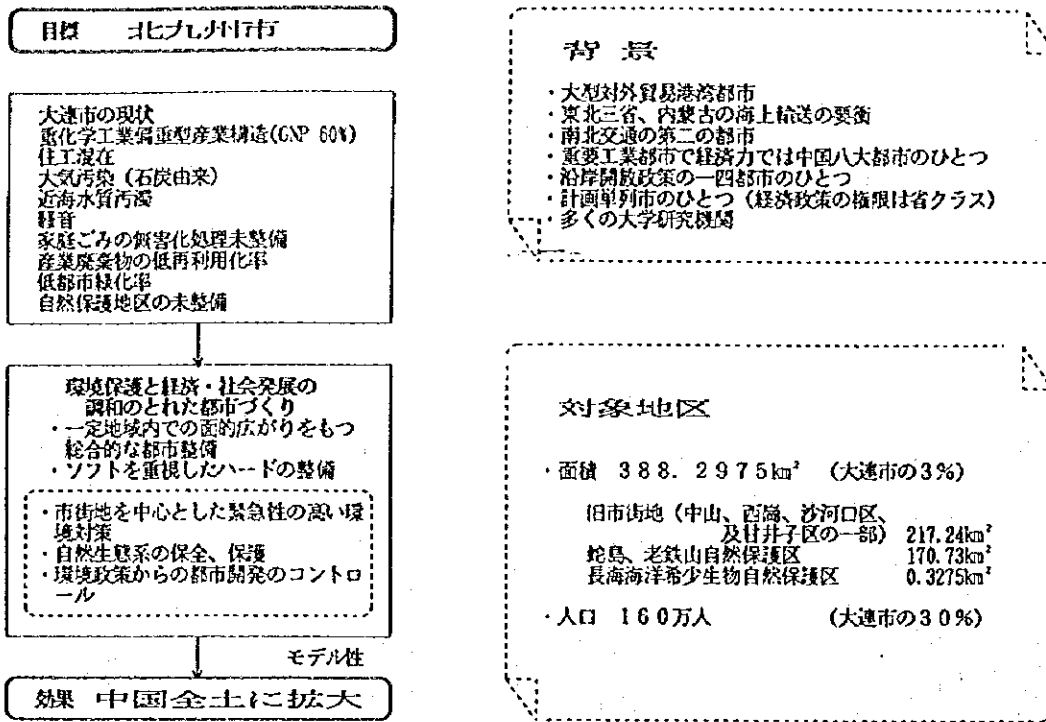 目標 北九州市
大連市の現状
重化学工業偏重型産業構造(GNP 60%)
住工混在
大気汚染（石炭由来）
近海水質汚濁
軽音
家庭ごみの無害化処理未整備
産業廃棄物の低再利用化率
低都市緑化率
自然保護地区の未整備
環境保護と経済・社会発展の
調和のとれた都市づくり
・一定地域内での面的広がりをもつ
総合的な都市整備
・ソフトを重視したハードの整備
・市街地を中心とした緊急性の高い環
境対策
・自然生態系の保全、保護
・環境政策からの都市開発のコントロ
ール
モデル性
効果 中国全土に拡大
背景
・大型対外貿易港湾都市
・東北三省、内蒙古の海上輸送の要衝
・南北交通の第二の都市
・重要工業都市で経済力では中国八大都市のひとつ
・沿岸開放政策の一四都市のひとつ
・計画単列市のひとつ（経済政策の権限は省クラス）
・多くの大学研究機関
対象地区
・面積 388.2975km² （大連市の3%）
旧市街地（中山、西崗、沙河口区、
及甘井子区の一部） 217.24km²
蛇島、老鉄山自然保護区 170.73km²
長海海洋希少生物自然保護区 0.3275km²
・人口 160万人 （大連市の30%）